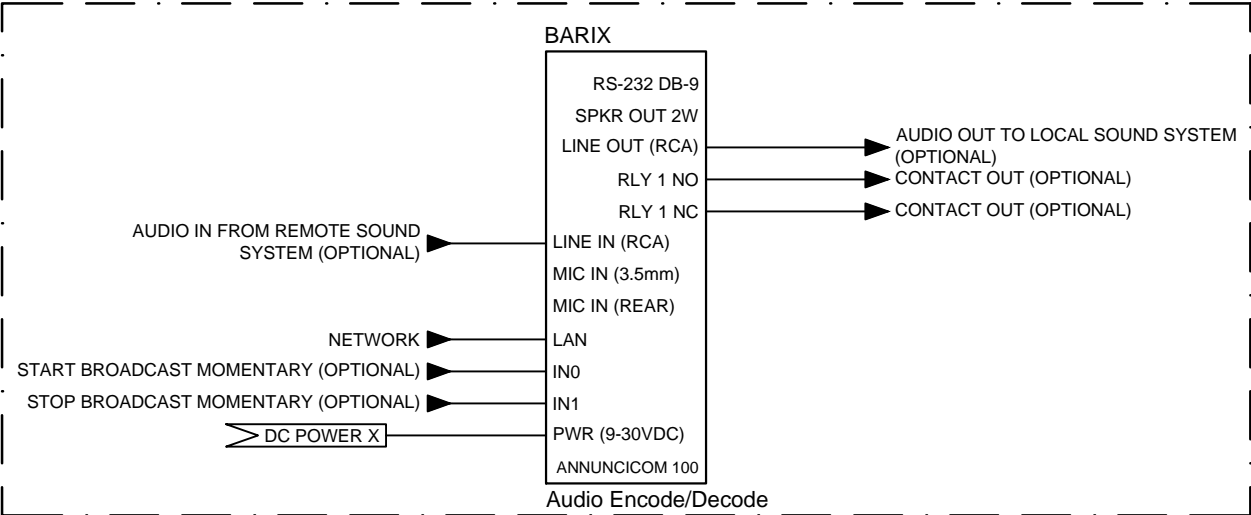 BARIX
RS-232 DB-9
SPKR OUT 2W
LINE OUT (RCA)
AUDIO OUT TO LOCAL SOUND SYSTEM
(OPTIONAL)
RLY 1 NO
CONTACT OUT (OPTIONAL)
RLY 1 NC
CONTACT OUT (OPTIONAL)
AUDIO IN FROM REMOTE SOUND
SYSTEM (OPTIONAL)
LINE IN (RCA)
MIC IN (3.5mm)
MIC IN (REAR)
NETWORK
LAN
START BROADCAST MOMENTARY (OPTIONAL)
IN0
STOP BROADCAST MOMENTARY (OPTIONAL)
IN1
DC POWER X
PWR (9-30VDC)
ANNUNCICOM 100
Audio Encode/Decode